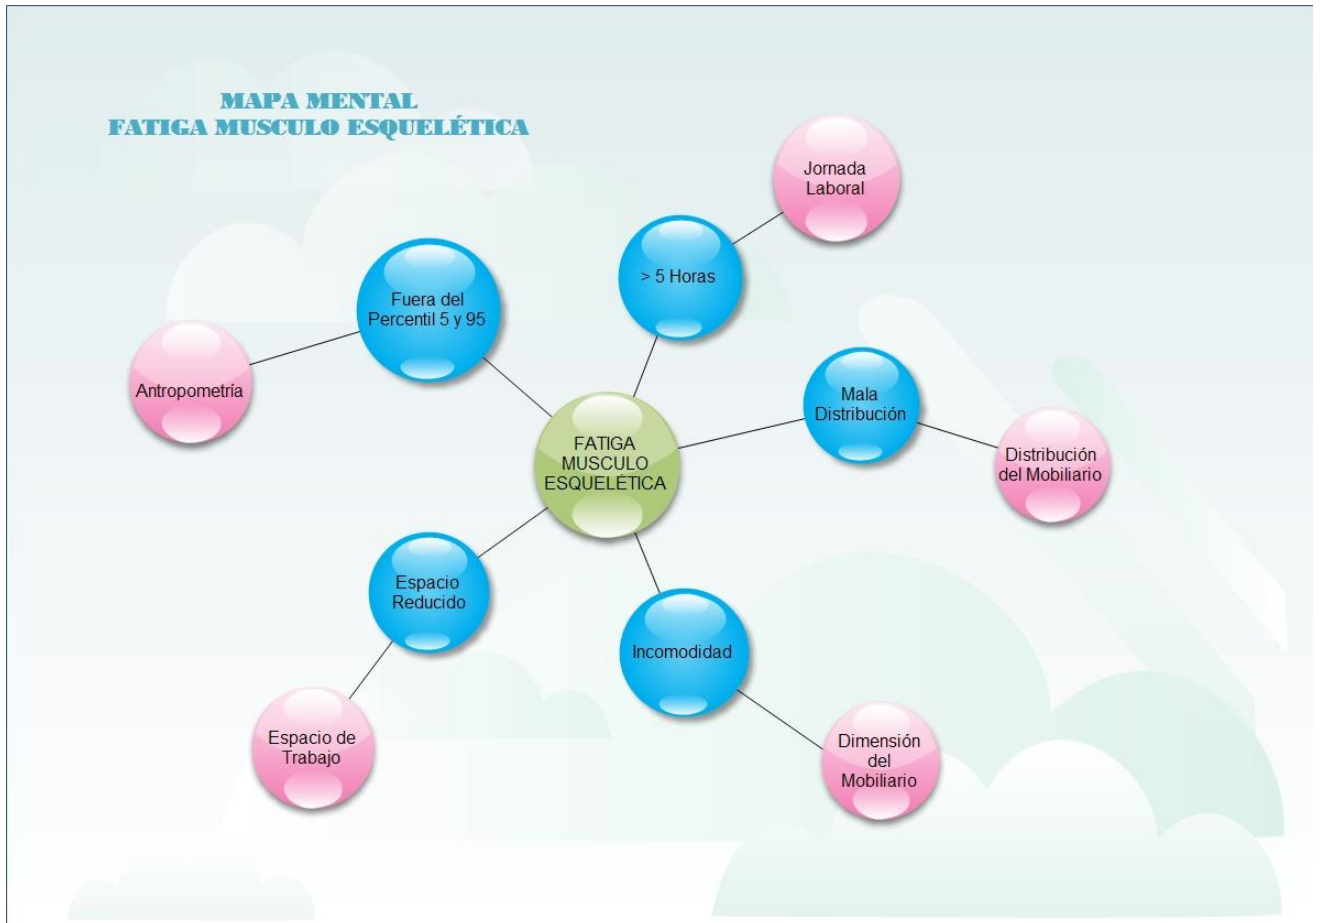 MAPA MENTAL
FATIGA MUSCULO ESQUELÉTICA
Jornada
Laboral
> 5 Horas
Fuera del
Percentil 5 y 95
Antropometría
Mala
Distribución
Distribución
del Mobiliario
FATIGA
MUSCULO
ESQUELÉTICA
Espacio
Reducido
Incomodidad
Espacio de
Trabajo
Dimensión
del
Mobiliario